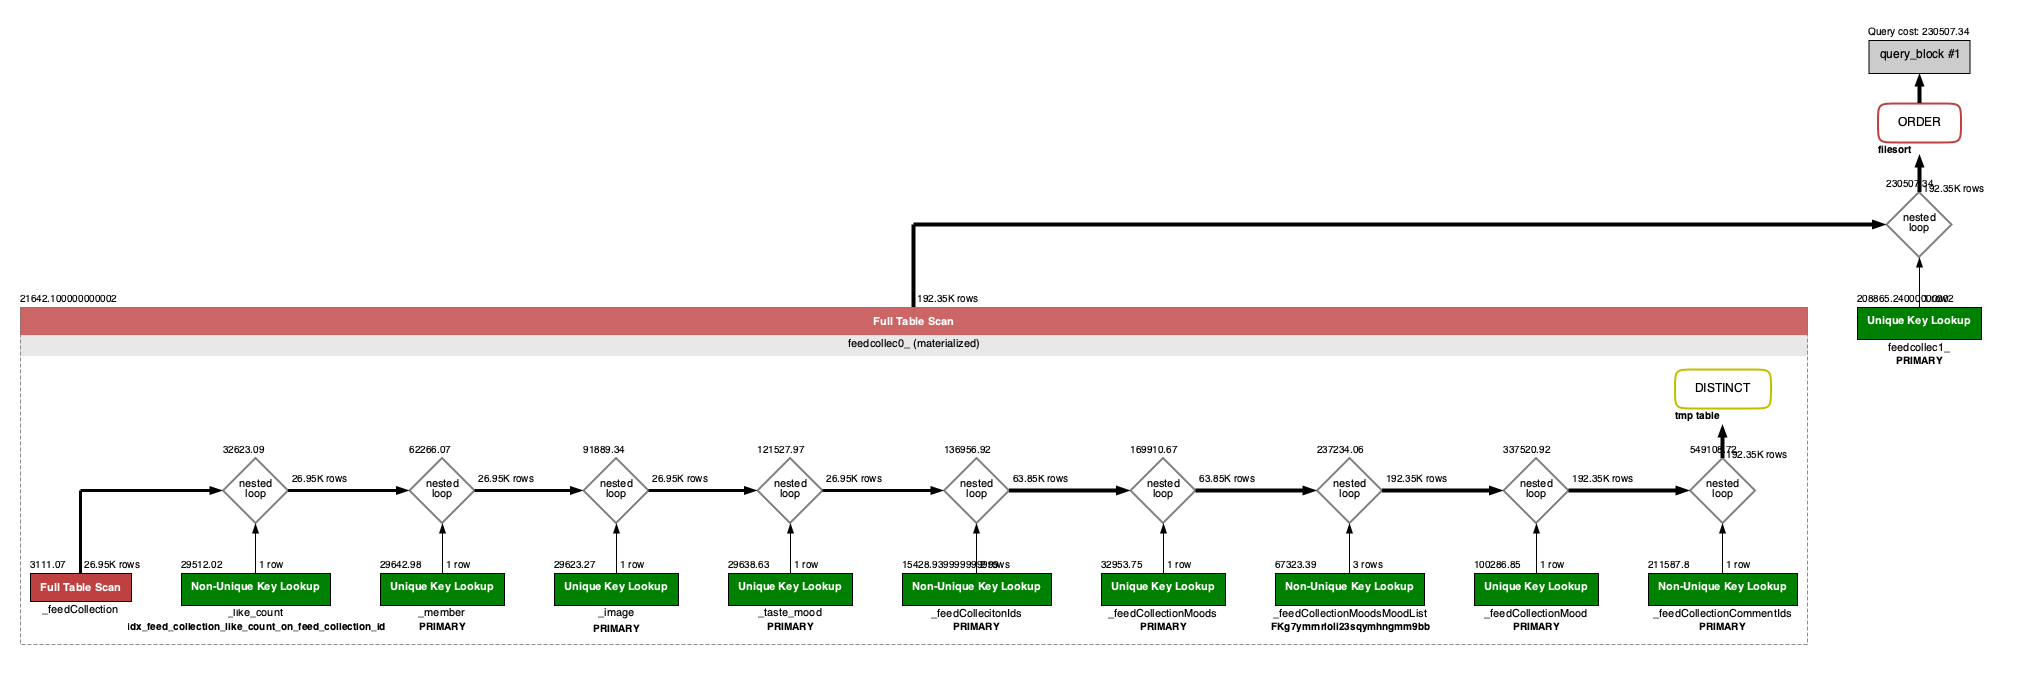 Query cost: 230507.34
query_block #1
ORDER
filesort
230507.34
192.35K rows
nested
loop
21642.100000000002
192.35K rows
208865.2400000002
1 row
Full Table Scan
Unique Key Lookup
feedcollec0_ (materialized)
feedcollec1_
PRIMARY
DISTINCT
tmp table
32623.09
62266.07
91889.34
121527.97
136956.92
169910.67
237234.06
337520.92
549108.72
192.35K rows
nested
loop
26.95K rows
nested
loop
26.95K rows
nested
loop
26.95K rows
nested
loop
26.95K rows
nested
loop
63.85K rows
nested
loop
63.85K rows
nested
loop
192.35K rows
nested
loop
192.35K rows
nested
loop
3111.07
26.95K rows
29512.02
1 row
29642.98
1 row
29623.27
1 row
29638.63
1 row
32953.75
1 row
67323.39
3 rows
100286.85
1 row
211587.8
1 row
Full Table Scan
Non-Unique Key Lookup
Unique Key Lookup
Unique Key Lookup
Unique Key Lookup
Non-Unique Key Lookup
Unique Key Lookup
Non-Unique Key Lookup
Unique Key Lookup
Non-Unique Key Lookup
_feedCollection
_like_count
_member
_image
_taste_mood
_feedCollecitonIds
_feedCollectionMoods
_feedCollectionMoodsMoodList
_feedCollectionMood
_feedCollectionCommentIds
idx_feed_collection_like_count_on_feed_collection_id
PRIMARY
PRIMARY
PRIMARY
PRIMARY
PRIMARY
PRIMARY
PRIMARY